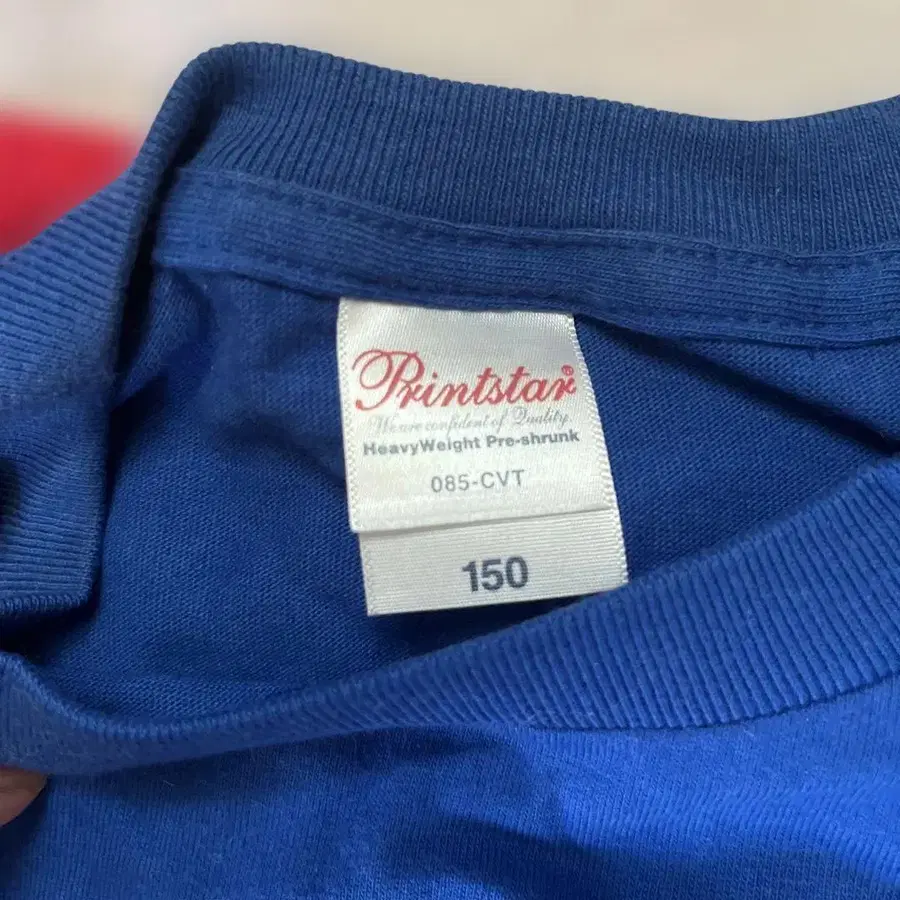 Printstar®
We are confident of Quality
HeavyWeight Pre-shrunk
085-CVT
150